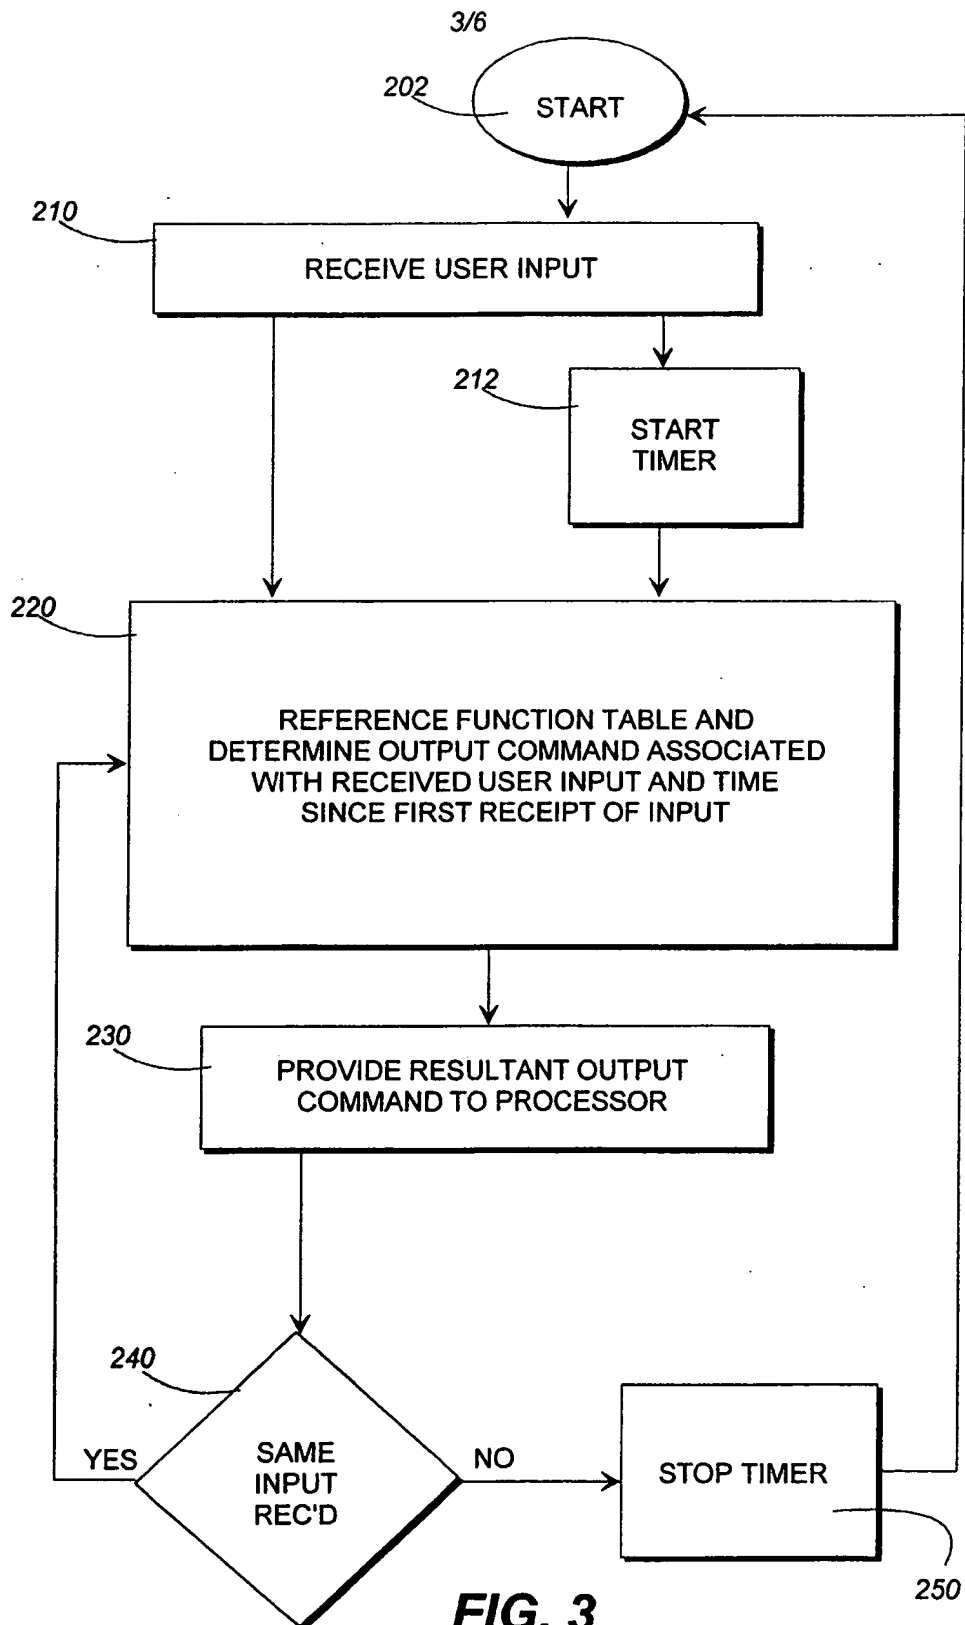 3/6
202
START
210
RECEIVE USER INPUT
212
START
TIMER
220
REFERENCE FUNCTION TABLE AND
DETERMINE OUTPUT COMMAND ASSOCIATED
WITH RECEIVED USER INPUT AND TIME
SINCE FIRST RECEIPT OF INPUT
230
PROVIDE RESULTANT OUTPUT
COMMAND TO PROCESSOR
240
YES
SAME
INPUT
REC'D
NO
STOP TIMER
250
FIG. 3